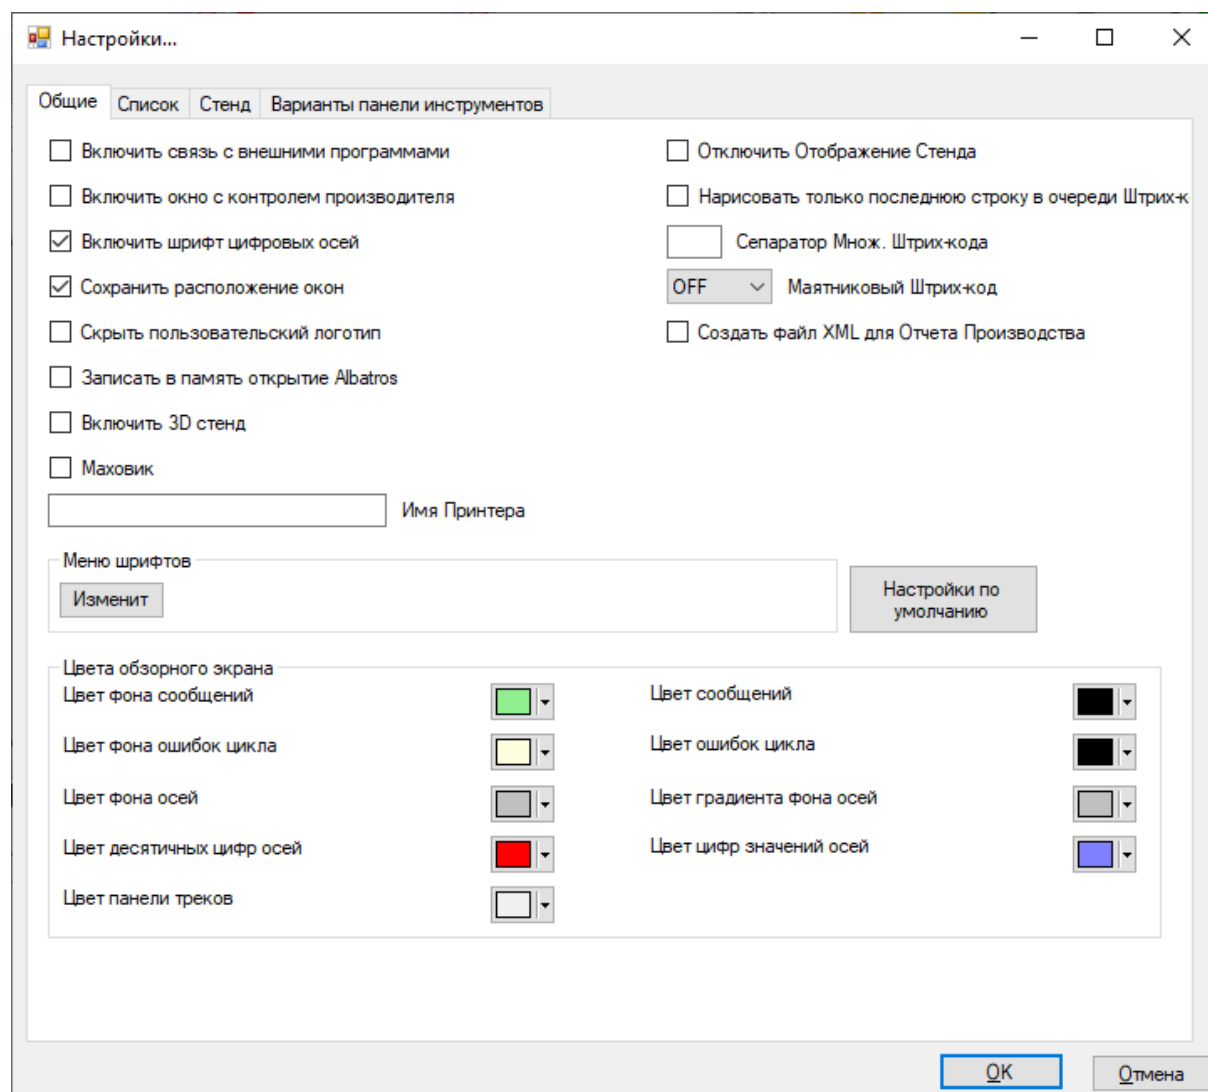 Настройки...
Общие Список Стенд Варианты панели инструментов
Включить связь с внешними программами
Включить окно с контролем производителя
Включить шрифт цифровых осей
Сохранить расположение окон
Скрыть пользовательский логотип
Записать в память открытие Albatros
Включить 3D стенд
Маховик
Имя Принтера
Отключить Отображение Стенда
Нарисовать только последнюю строку в очереди Штрих-к
Сепаратор Множ. Штрих-кода
OFF Маятниковый Штрих-код
Создать файл XML для Отчета Производства
Меню шрифтов
Изменит
Настройки по
умолчанию
Цвета обзорного экрана
Цвет фона сообщений
Цвет сообщений
Цвет фона ошибок цикла
Цвет ошибок цикла
Цвет фона осей
Цвет градиента фона осей
Цвет десятичных цифр осей
Цвет цифр значений осей
Цвет панели треков
OK
Отмена